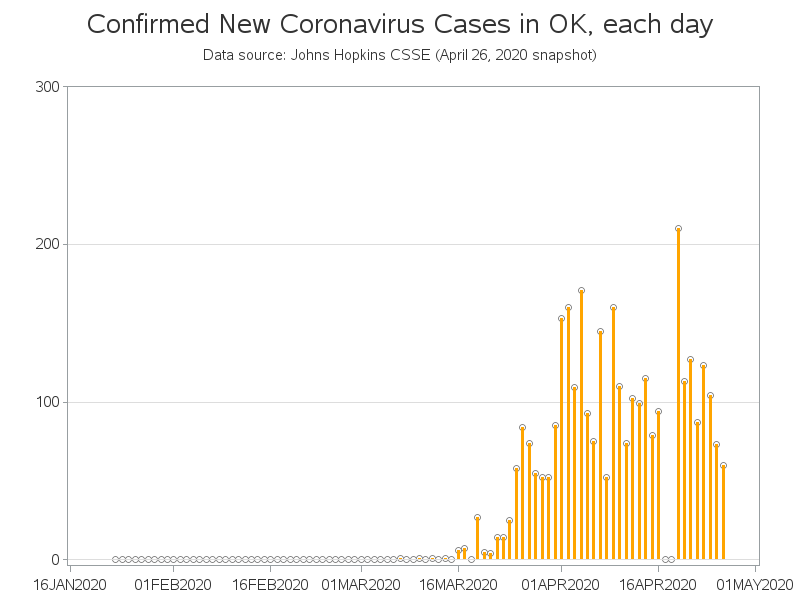 Confirmed New Coronavirus Cases in OK, each day
Data source: Johns Hopkins CSSE (April 26, 2020 snapshot)
300
200
100
0
16JAN2020 01FEB2020 16FEB2020 01MAR2020 16MAR2020 01APR2020 16APR2020 01MAY2020